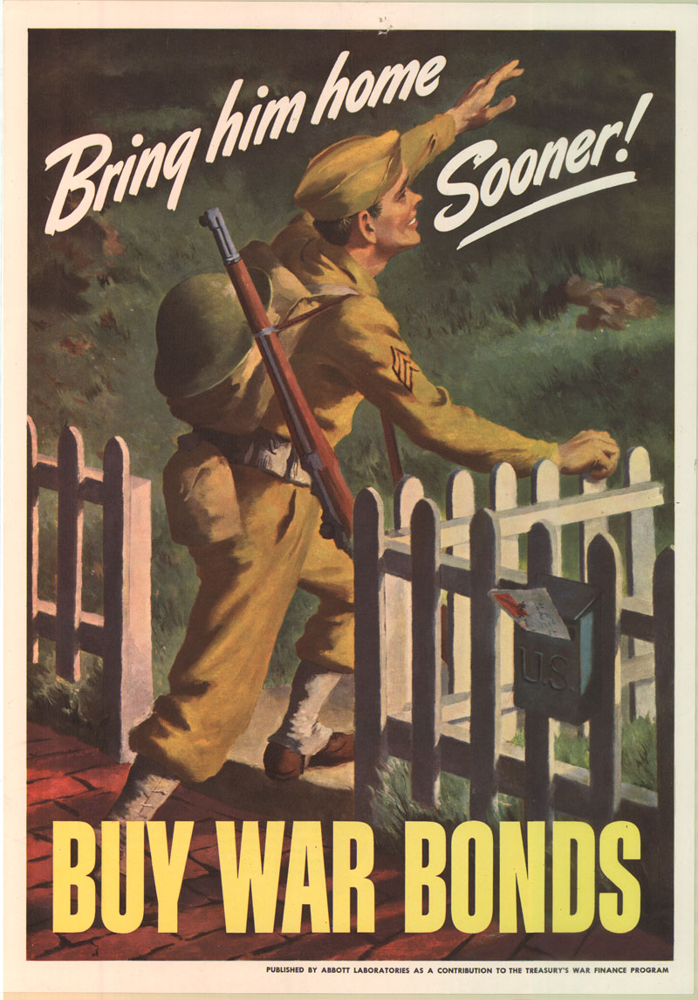 Bring him home
Sooner!
U.S.
BUY WAR BONDS
PUBLISHED BY ABBOTT LABORATORIES AS A CONTRIBUTION TO THE TREASURY'S WAR FINANCE PROGRAM